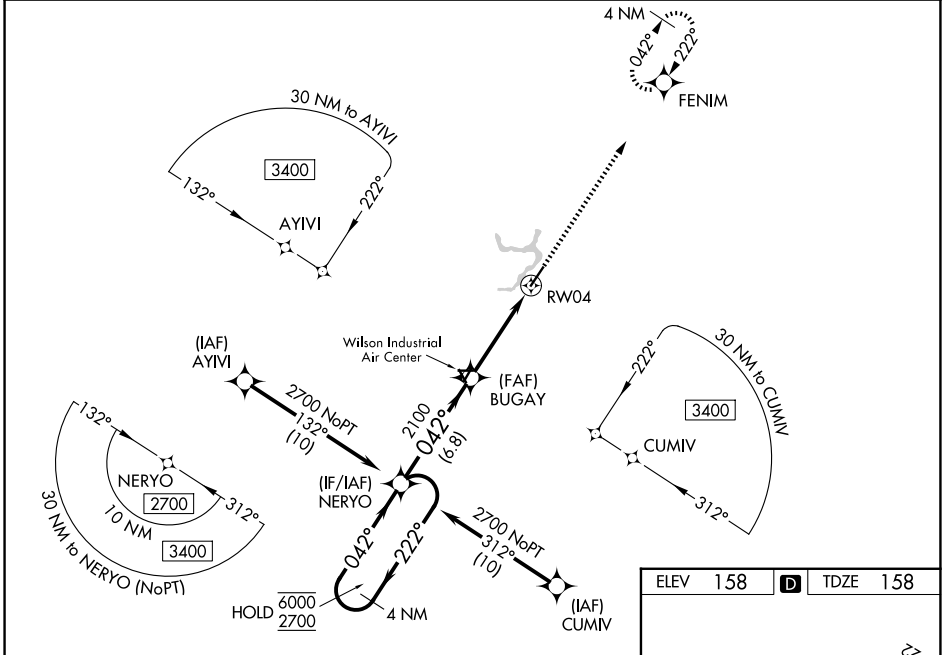 4 NM
042°
222°
FENIM
30 NM to AYIVI
3400
132°
222°
AYIVI
RW04
Wilson Industrial
Air Center
(FAF)
BUGAY
(IAF)
AYIVI
2700 NoPT
132°
(10)
2100
042°
(6.8)
30 NM to CUMIV
222°
3400
CUMIV
312°
132°
NERYO
2700
312°
10 NM
3400
30 NM to NERYO (NoPT)
(IF/IAF)
NERYO
042°
222°
2700 NoPT
312°
(10)
HOLD 6000
2700
4 NM
(IAF)
CUMIV
ELEV 158 D TDZE 158
22